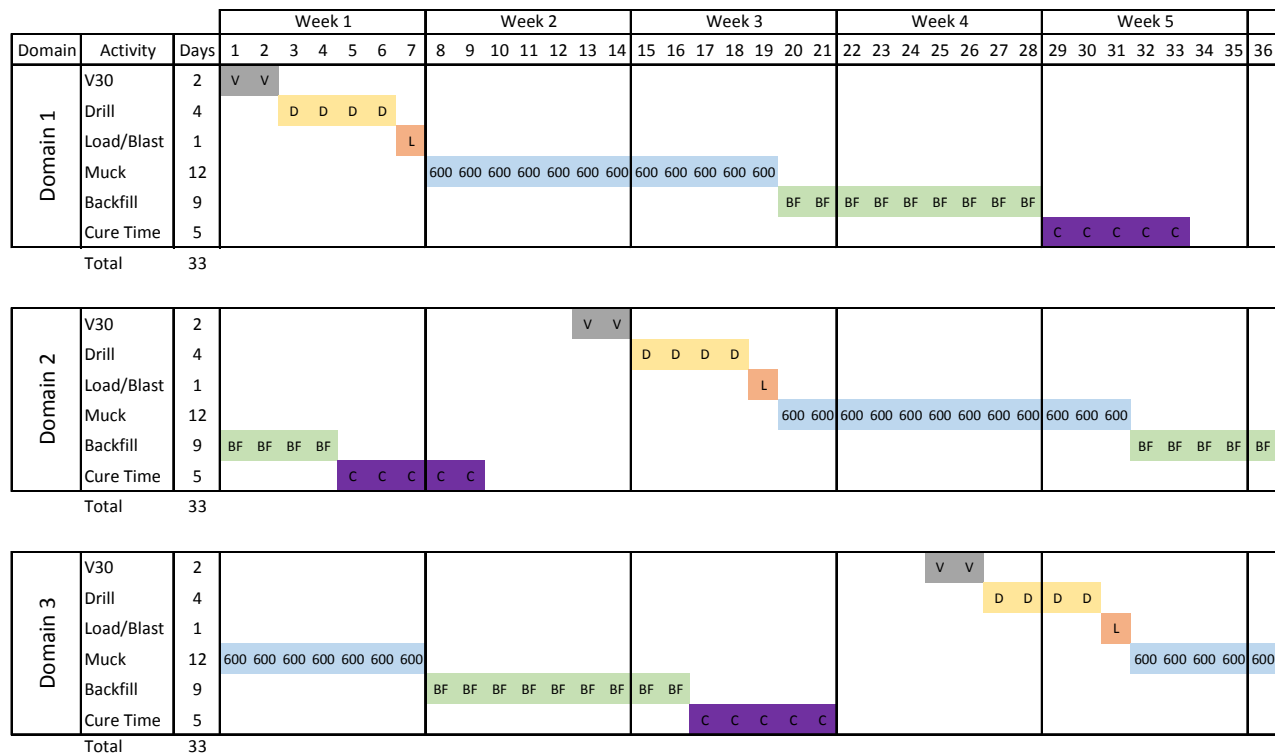 Week 1 Week 2 Week 3 Week 4 Week 5
Domain Activity Days 1 2 3 4 5 6 7 8 9 10 11 12 13 14 15 16 17 18 19 20 21 22 23 24 25 26 27 28 29 30 31 32 33 34 35 36
Domain 1
V30 2 V V
Drill 4 D D D D
Load/Blast 1 L
Muck 12 600 600 600 600 600 600 600 600 600 600 600 600
Backfill 9 BF BF BF BF BF BF BF BF BF
Cure Time 5 C C C C C
Total 33
Domain 2
V30 2 V V
Drill 4 D D D D
Load/Blast 1 L
Muck 12 600 600 600 600 600 600 600 600 600 600 600 600
Backfill 9 BF BF BF BF BF BF BF BF BF
Cure Time 5 C C C C C
Total 33
Domain 3
V30 2 V V
Drill 4 D D D D
Load/Blast 1 L
Muck 12 600 600 600 600 600 600 600 600 600 600 600 600
Backfill 9 BF BF BF BF BF BF BF BF BF
Cure Time 5 C C C C C
Total 33